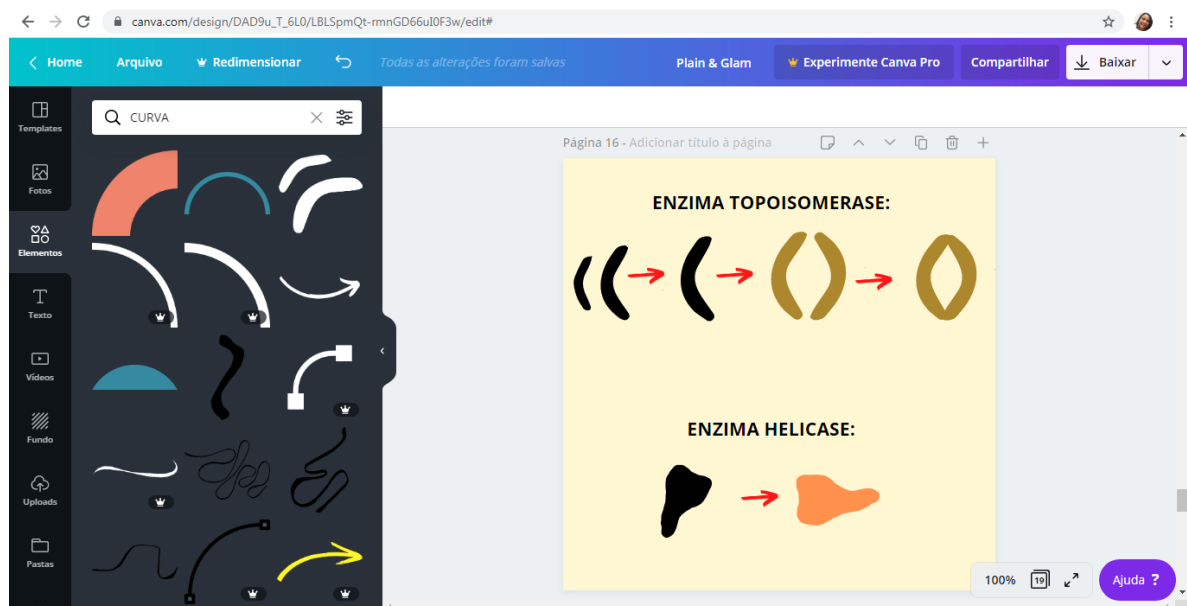 canva.com/design/DAD9u_T_6L0/LBLSpmQt-rmnGD66uI0F3w/edit#
Home Arquivo Redimensionar Todas as alterações foram salvas Plain & Glam Experimente Canva Pro Compartilhar Baixar
Templates
Fotos
Elementos
Texto
Vídeos
Fundo
Uploads
Pastas
CURVA
Página 16 - Adicionar título à página
ENZIMA TOPOISOMERASE:
ENZIMA HELICASE:
100% 19 Ajuda ?